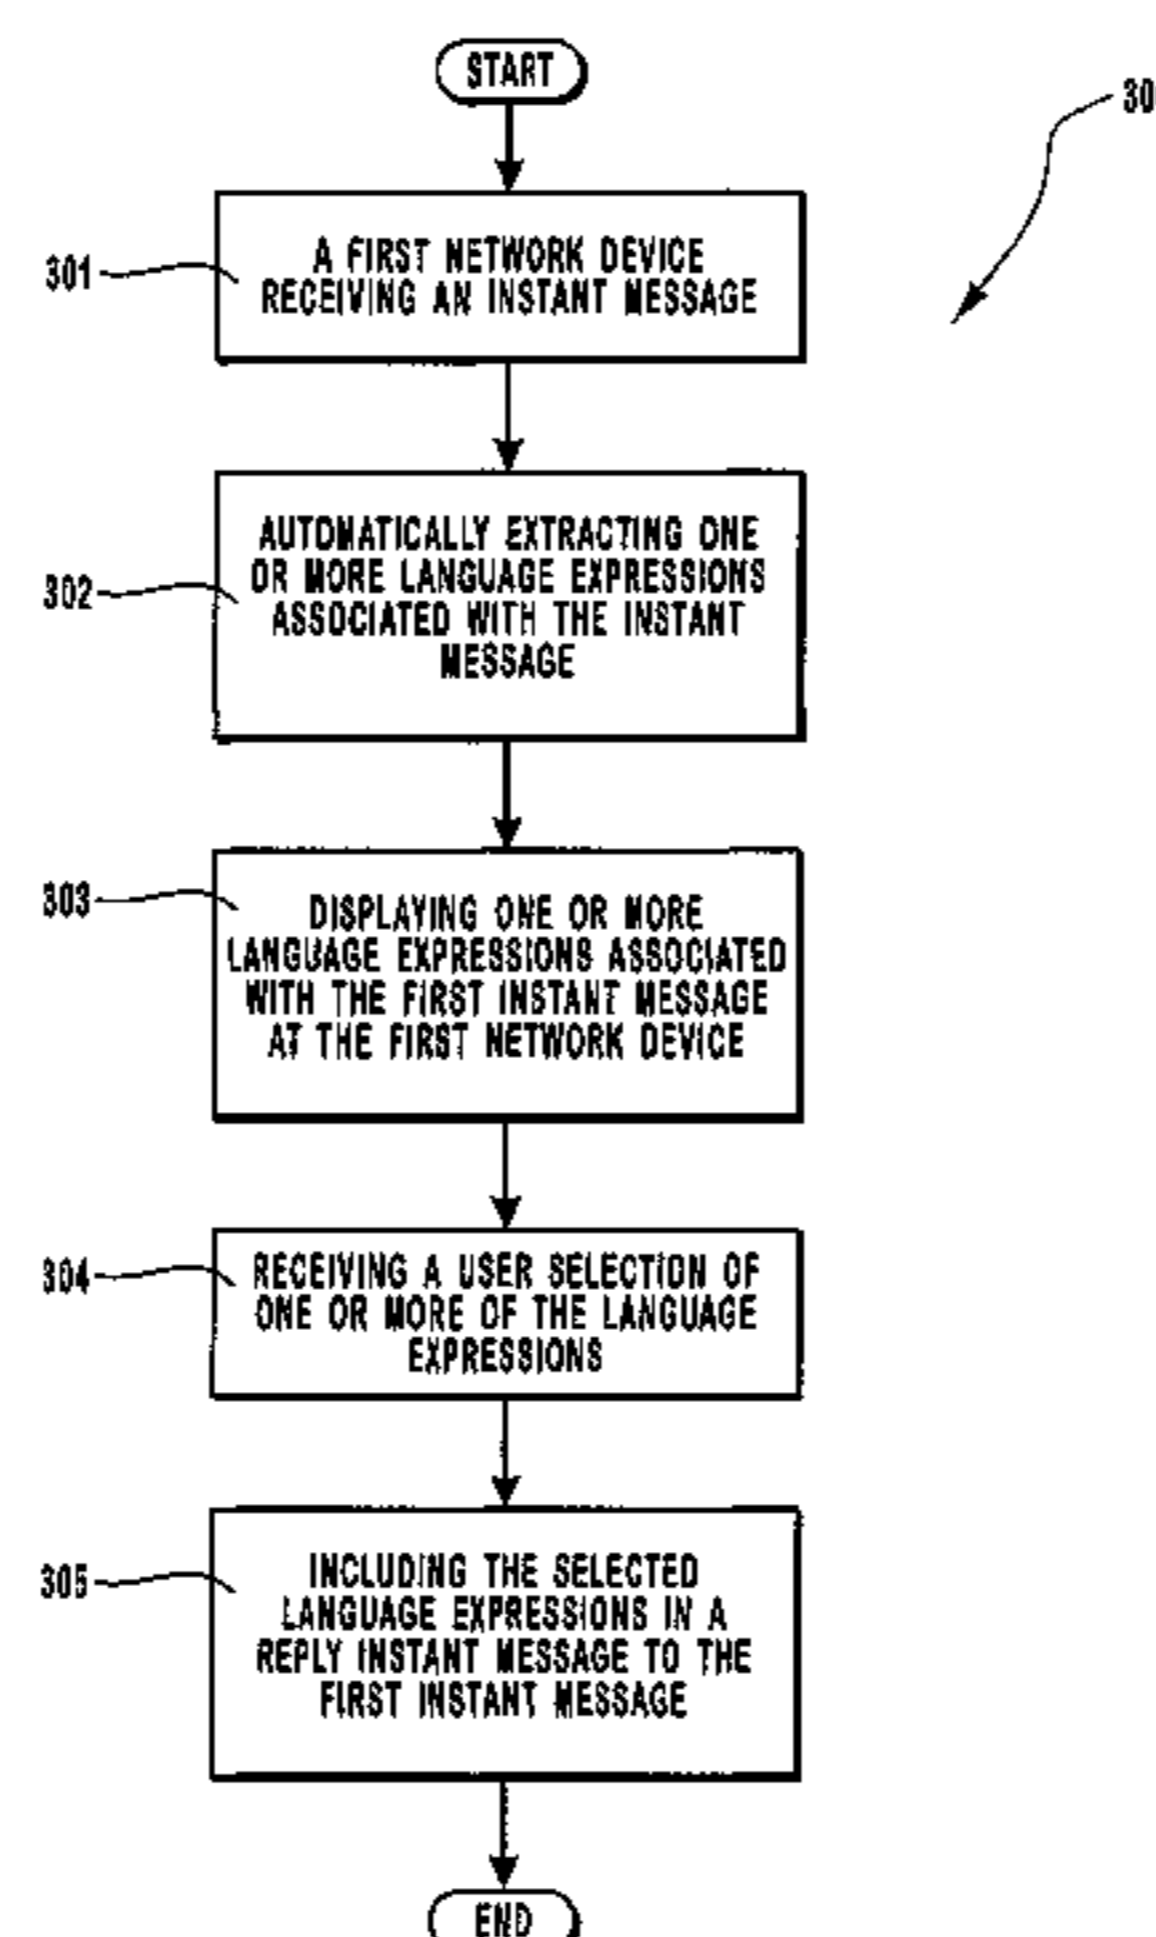 START
30
301
A FIRST NETWORK DEVICE
RECEIVING AN INSTANT MESSAGE
302
AUTOMATICALLY EXTRACTING ONE
OR MORE LANGUAGE EXPRESSIONS
ASSOCIATED WITH THE INSTANT
MESSAGE
303
DISPLAYING ONE OR MORE
LANGUAGE EXPRESSIONS ASSOCIATED
WITH THE FIRST INSTANT MESSAGE
AT THE FIRST NETWORK DEVICE
304
RECEIVING A USER SELECTION OF
ONE OR MORE OF THE LANGUAGE
EXPRESSIONS
305
INCLUDING THE SELECTED
LANGUAGE EXPRESSIONS IN A
REPLY INSTANT MESSAGE TO THE
FIRST INSTANT MESSAGE
END